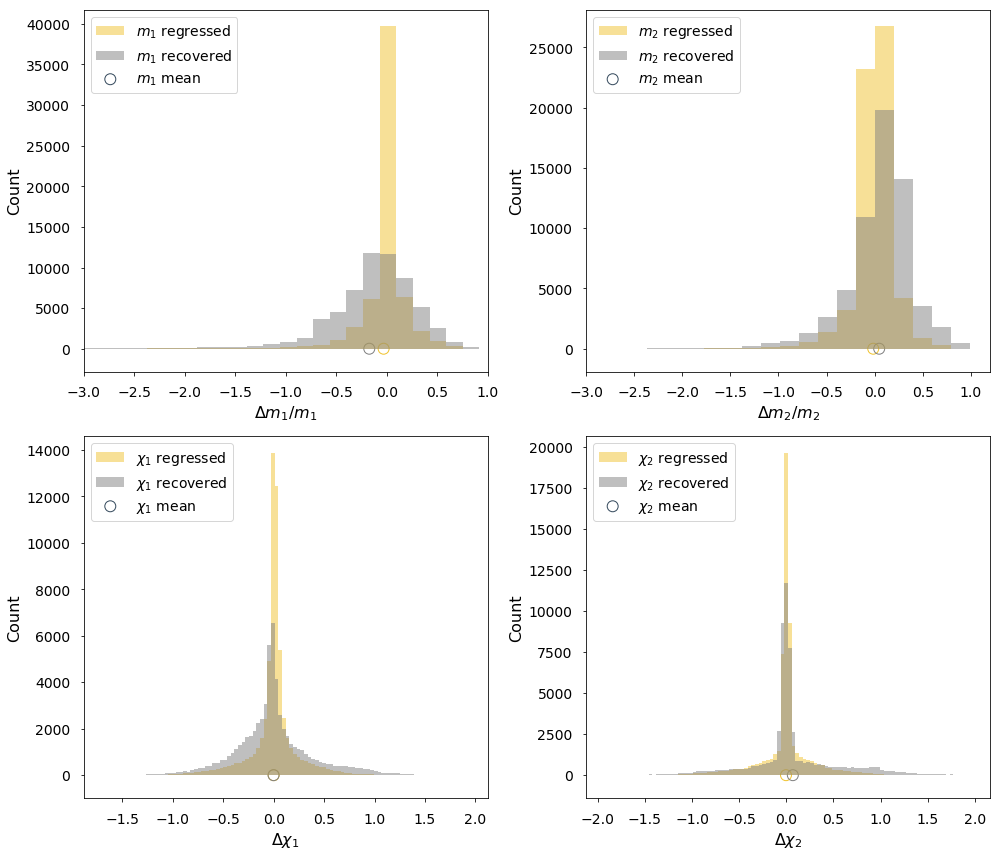 40000
35000
30000
25000
20000
15000
10000
5000
0
Count
−3.0 −2.5 −2.0 −1.5 −1.0 −0.5 0.0 0.5 1.0
Δm₁/m₁
m₁ regressed
m₁ recovered
m₁ mean
25000
20000
15000
10000
5000
0
Count
−3.0 −2.5 −2.0 −1.5 −1.0 −0.5 0.0 0.5 1.0
Δm₂/m₂
m₂ regressed
m₂ recovered
m₂ mean
14000
12000
10000
8000
6000
4000
2000
0
Count
−1.5 −1.0 −0.5 0.0 0.5 1.0 1.5 2.0
Δχ₁
χ₁ regressed
χ₁ recovered
χ₁ mean
20000
17500
15000
12500
10000
7500
5000
2500
0
Count
−2.0 −1.5 −1.0 −0.5 0.0 0.5 1.0 1.5 2.0
Δχ₂
χ₂ regressed
χ₂ recovered
χ₂ mean